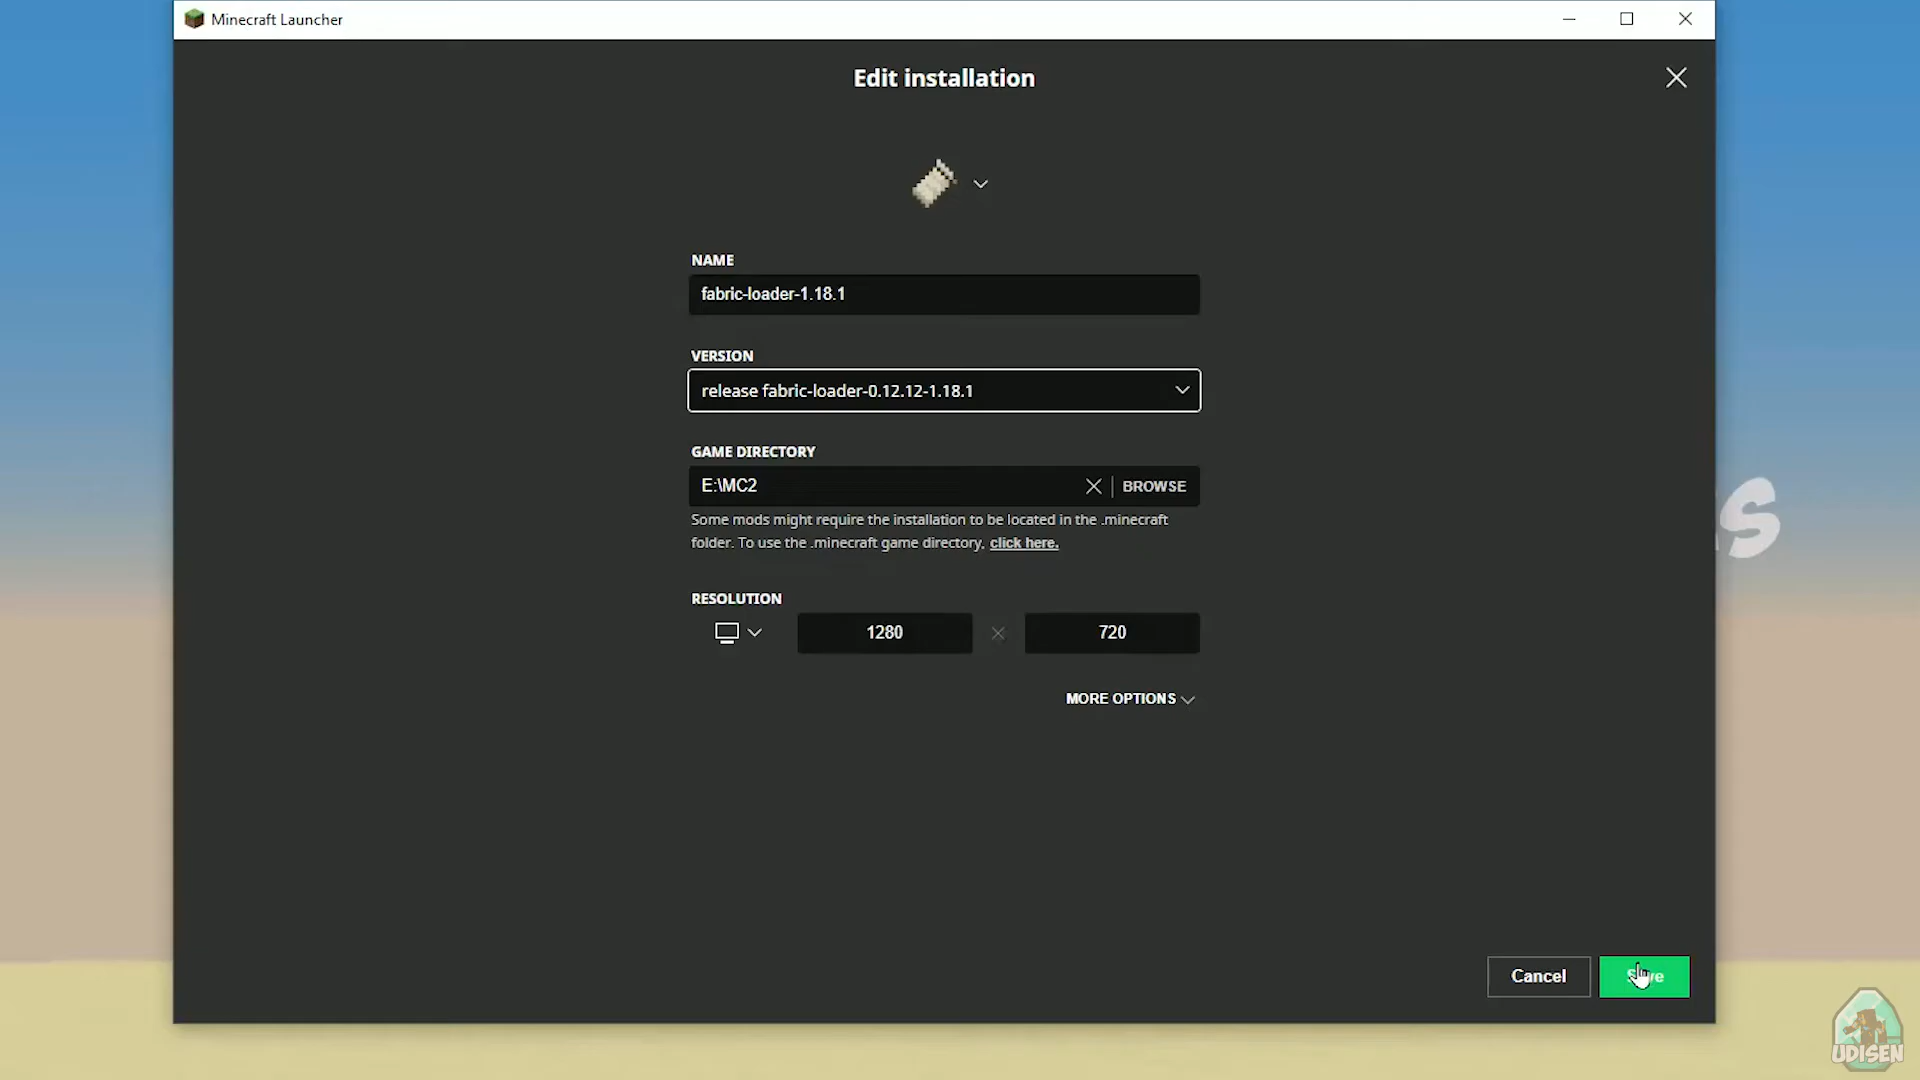 Minecraft Launcher
Edit installation
NAME
fabric-loader-1.18.1
VERSION
release fabric-loader-0.12.12-1.18.1
GAME DIRECTORY
E:\MC2
BROWSE
Some mods might require the installation to be located in the .minecraft
folder. To use the .minecraft game directory, click here.
RESOLUTION
1280
720
MORE OPTIONS
Cancel
Save
UDISEN